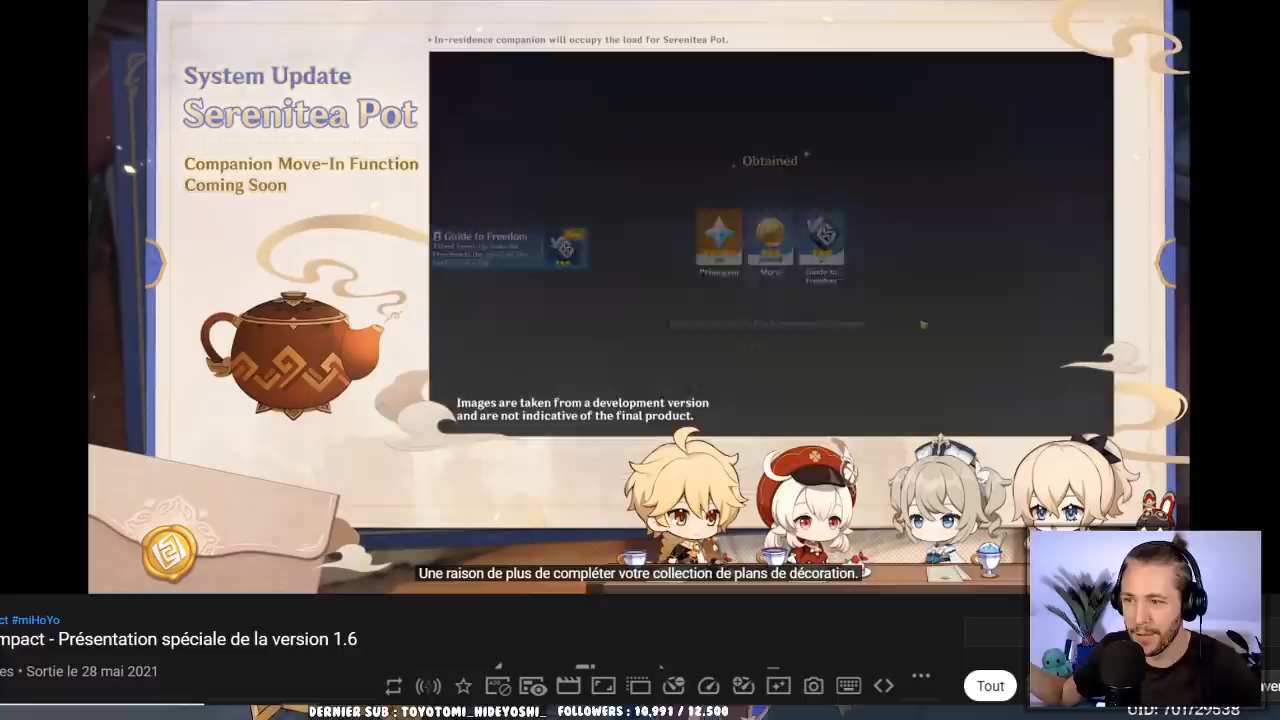 • In-residence companion will occupy the load for Serenitea Pot.
System Update
Serenitea Pot
Companion Move-In Function
Coming Soon
Obtained
Guide to Freedom
Primogem
Mora
Guide to
Freedom
Images are taken from a development version
and are not indicative of the final product.
Une raison de plus de compléter votre collection de plans de décoration.
ct #miHoYo
mpact - Présentation spéciale de la version 1.6
es • Sortie le 28 mai 2021
Tout
DERNIER SUB : TOYOTOMI_HIDEYOSHI_ FOLLOWERS : 10,991 / 12,500
UID: 701729538